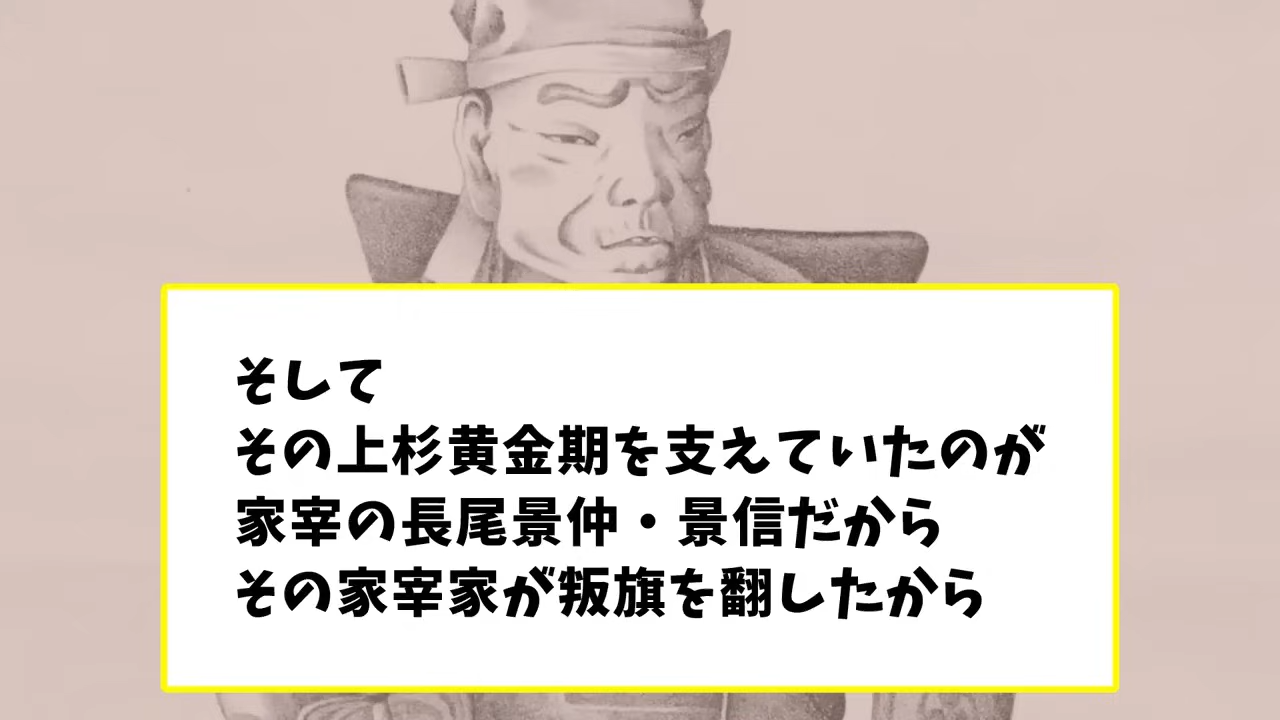 そして
その上杉黄金期を支えていたのが
家宰の長尾景仲・景信だから
その家宰家が叛旗を翻したから